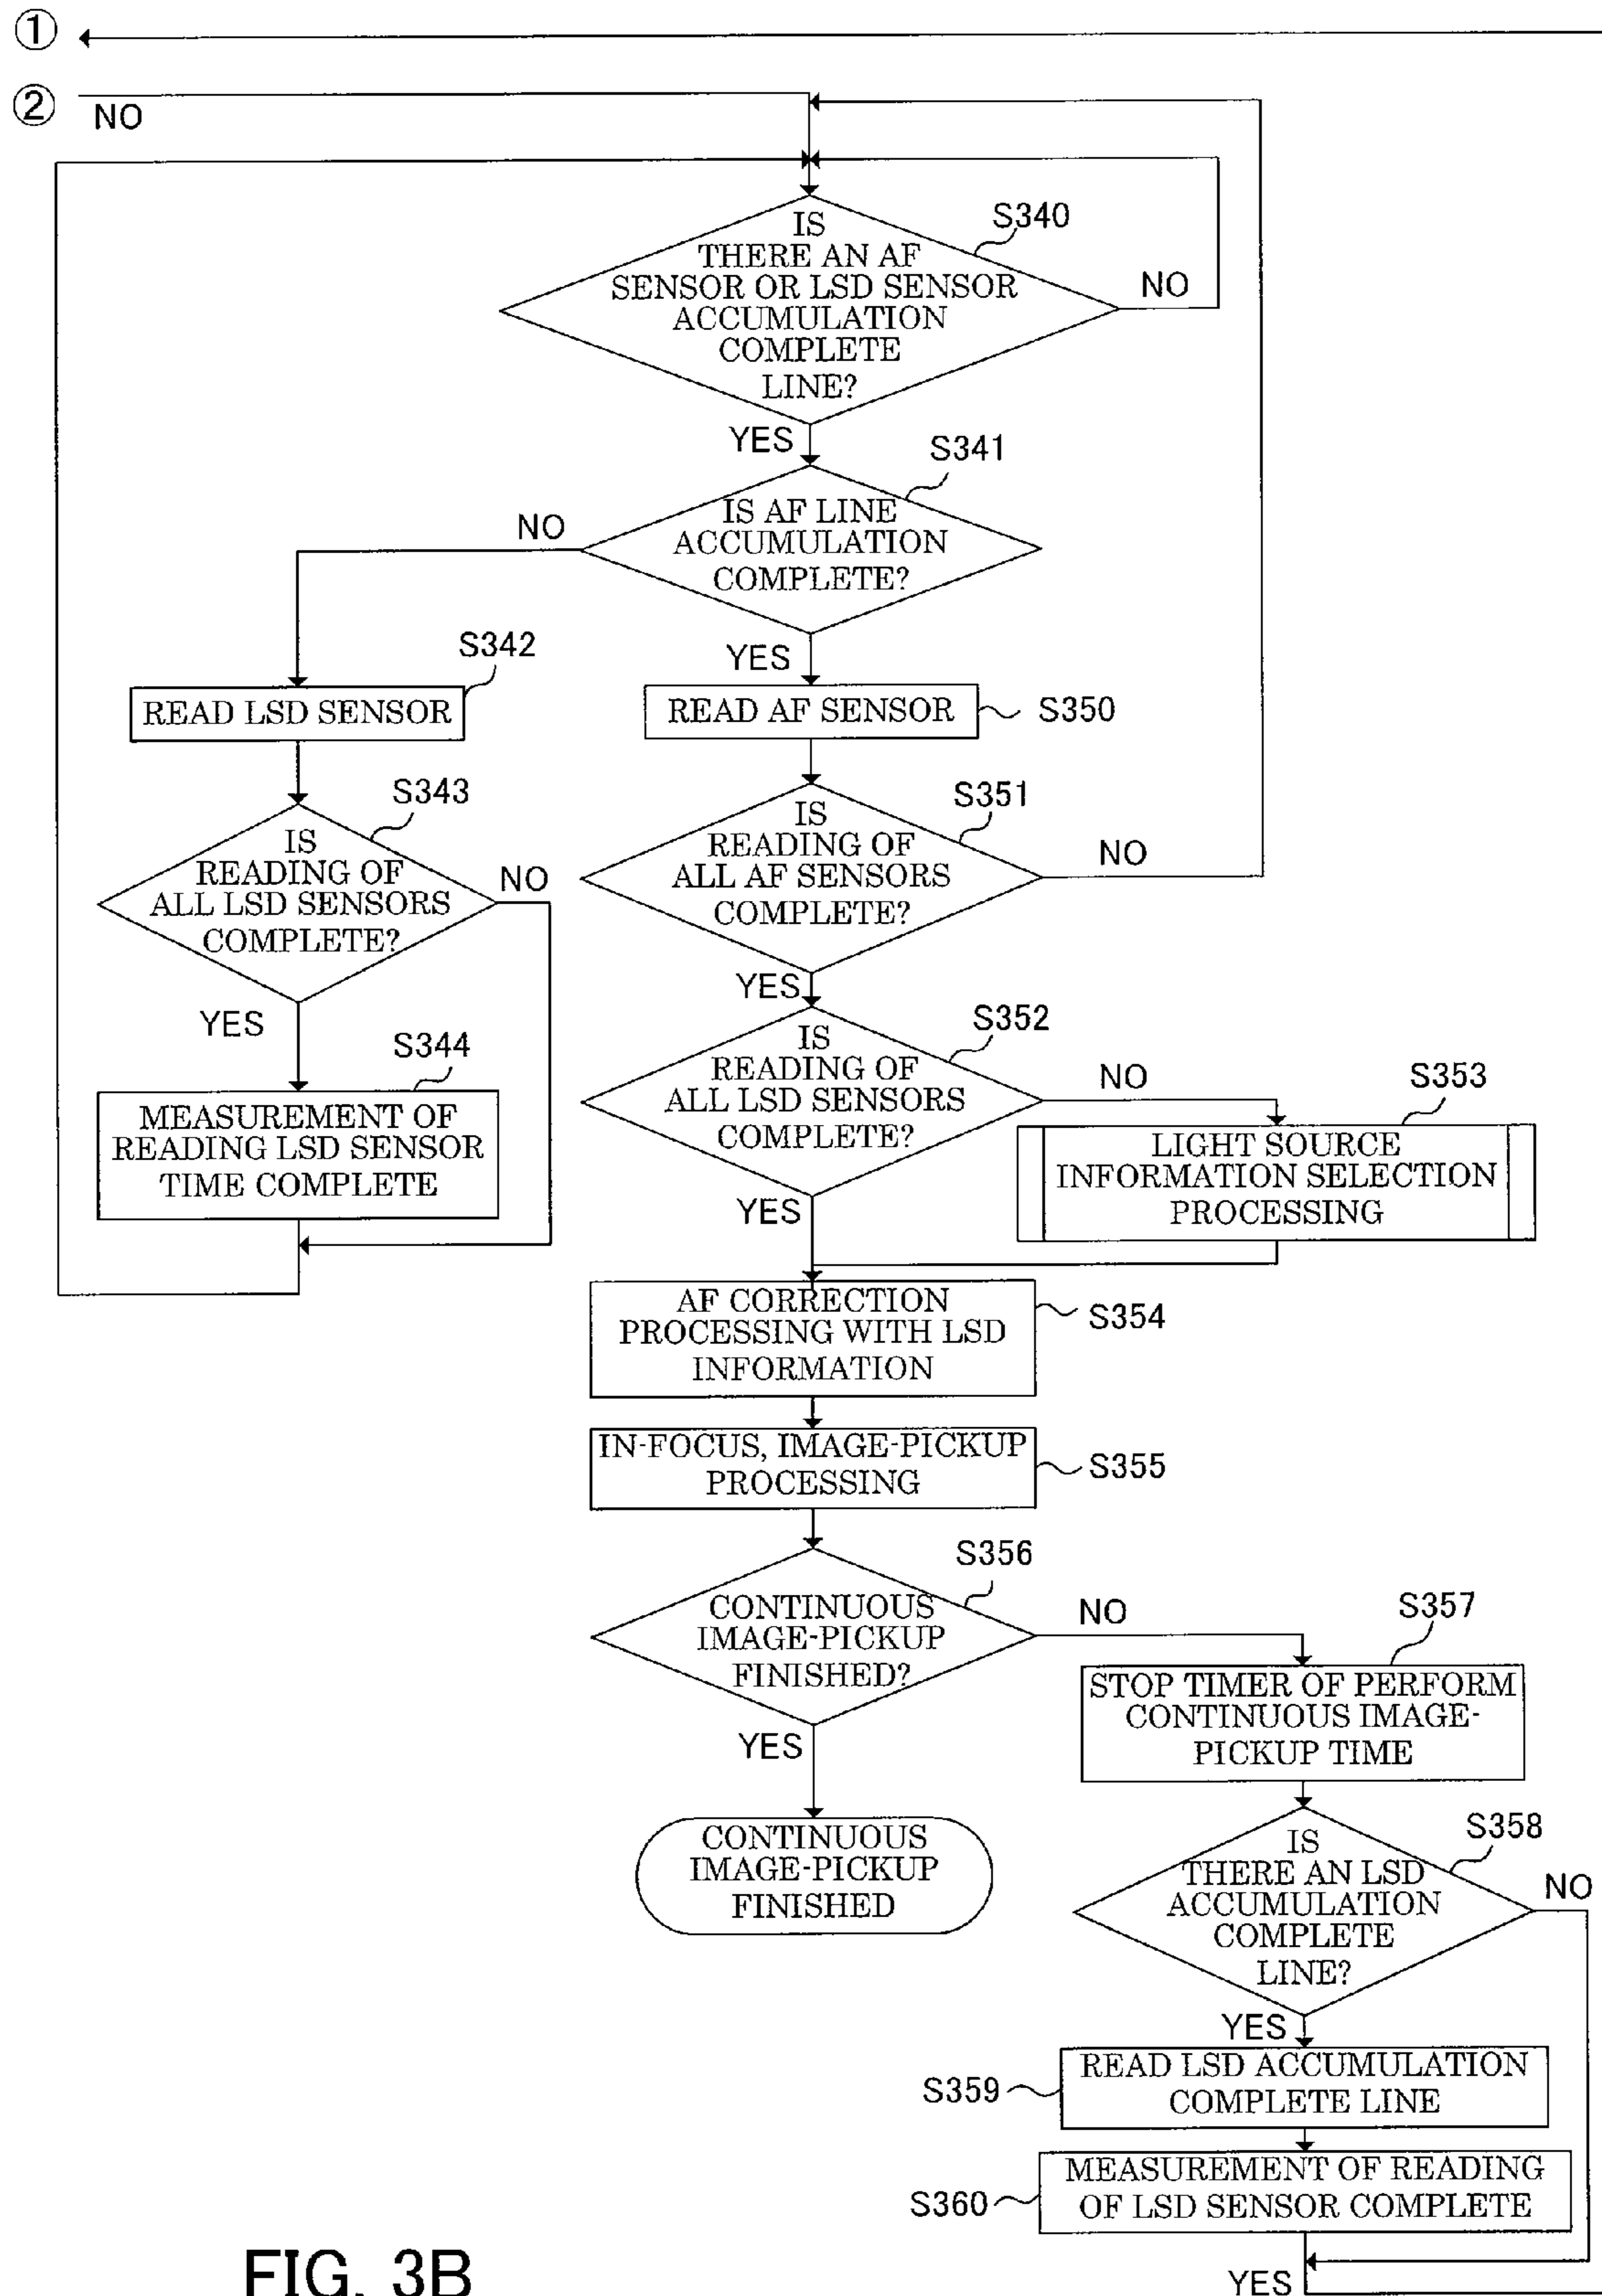 ①
②
NO
S340
IS
THERE AN AF
SENSOR OR LSD SENSOR
ACCUMULATION
COMPLETE
LINE?
NO
YES
S341
IS AF LINE
ACCUMULATION
COMPLETE?
NO
YES
S342
READ LSD SENSOR
READ AF SENSOR
S350
S343
IS
READING OF
ALL LSD SENSORS
COMPLETE?
NO
YES
S351
IS
READING OF
ALL AF SENSORS
COMPLETE?
NO
YES
S344
MEASUREMENT OF
READING LSD SENSOR
TIME COMPLETE
S352
IS
READING OF
ALL LSD SENSORS
COMPLETE?
NO
YES
S353
LIGHT SOURCE
INFORMATION SELECTION
PROCESSING
AF CORRECTION
PROCESSING WITH LSD
INFORMATION
S354
IN-FOCUS, IMAGE-PICKUP
PROCESSING
S355
S356
CONTINUOUS
IMAGE-PICKUP
FINISHED?
NO
YES
S357
STOP TIMER OF PERFORM
CONTINUOUS IMAGE-
PICKUP TIME
CONTINUOUS
IMAGE-PICKUP
FINISHED
S358
IS
THERE AN LSD
ACCUMULATION
COMPLETE
LINE?
NO
YES
S359
READ LSD ACCUMULATION
COMPLETE LINE
S360
MEASUREMENT OF READING
OF LSD SENSOR COMPLETE
YES
FIG. 3B